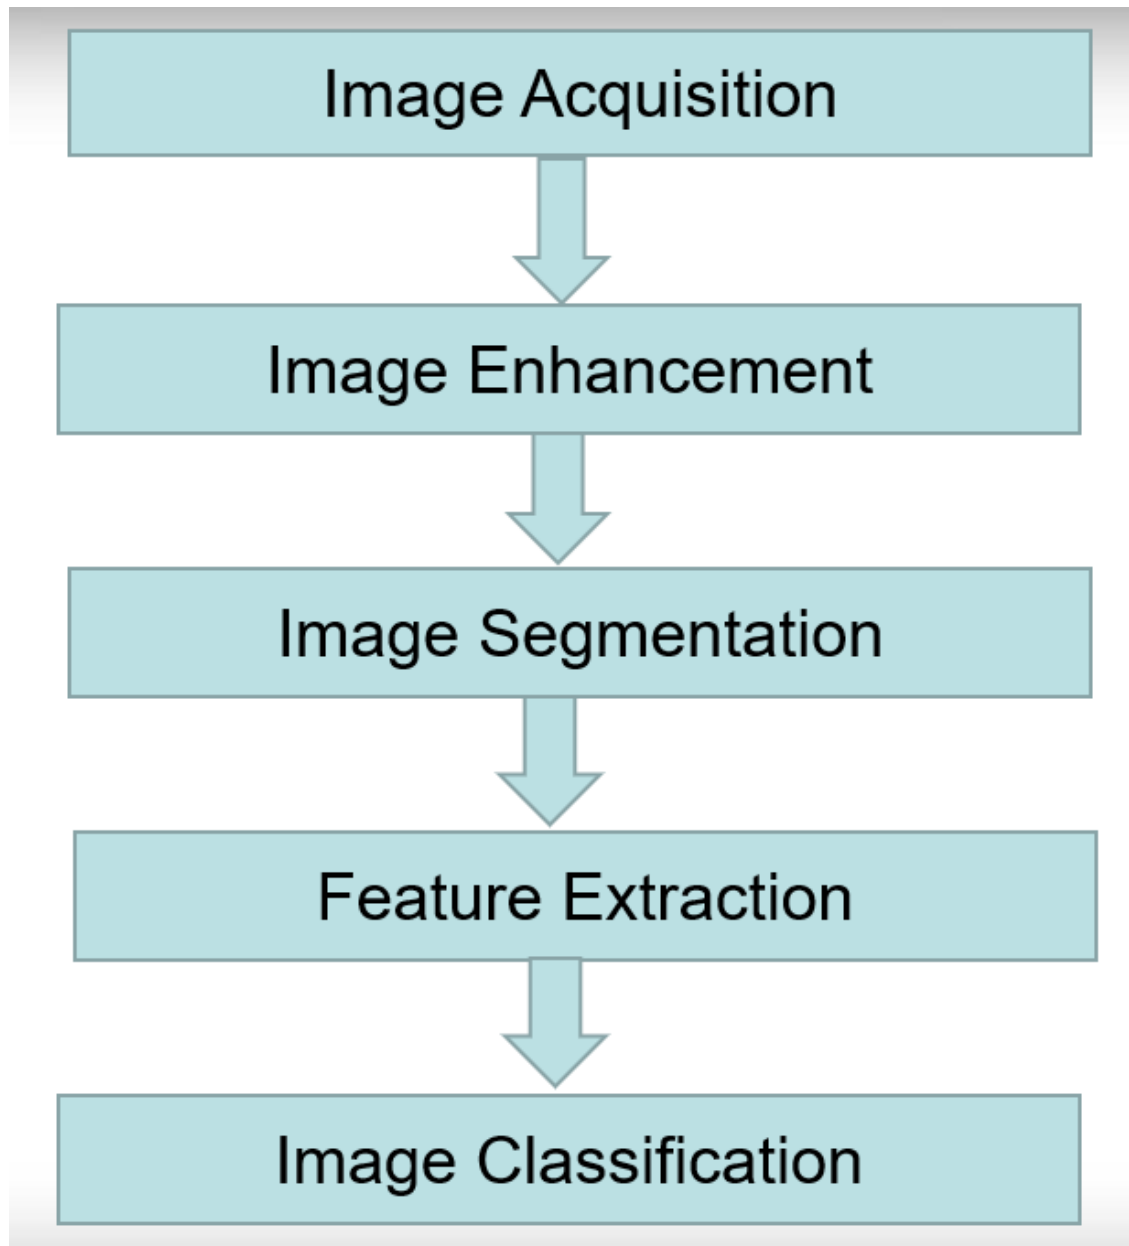 Image Acquisition
Image Enhancement
Image Segmentation
Feature Extraction
Image Classification